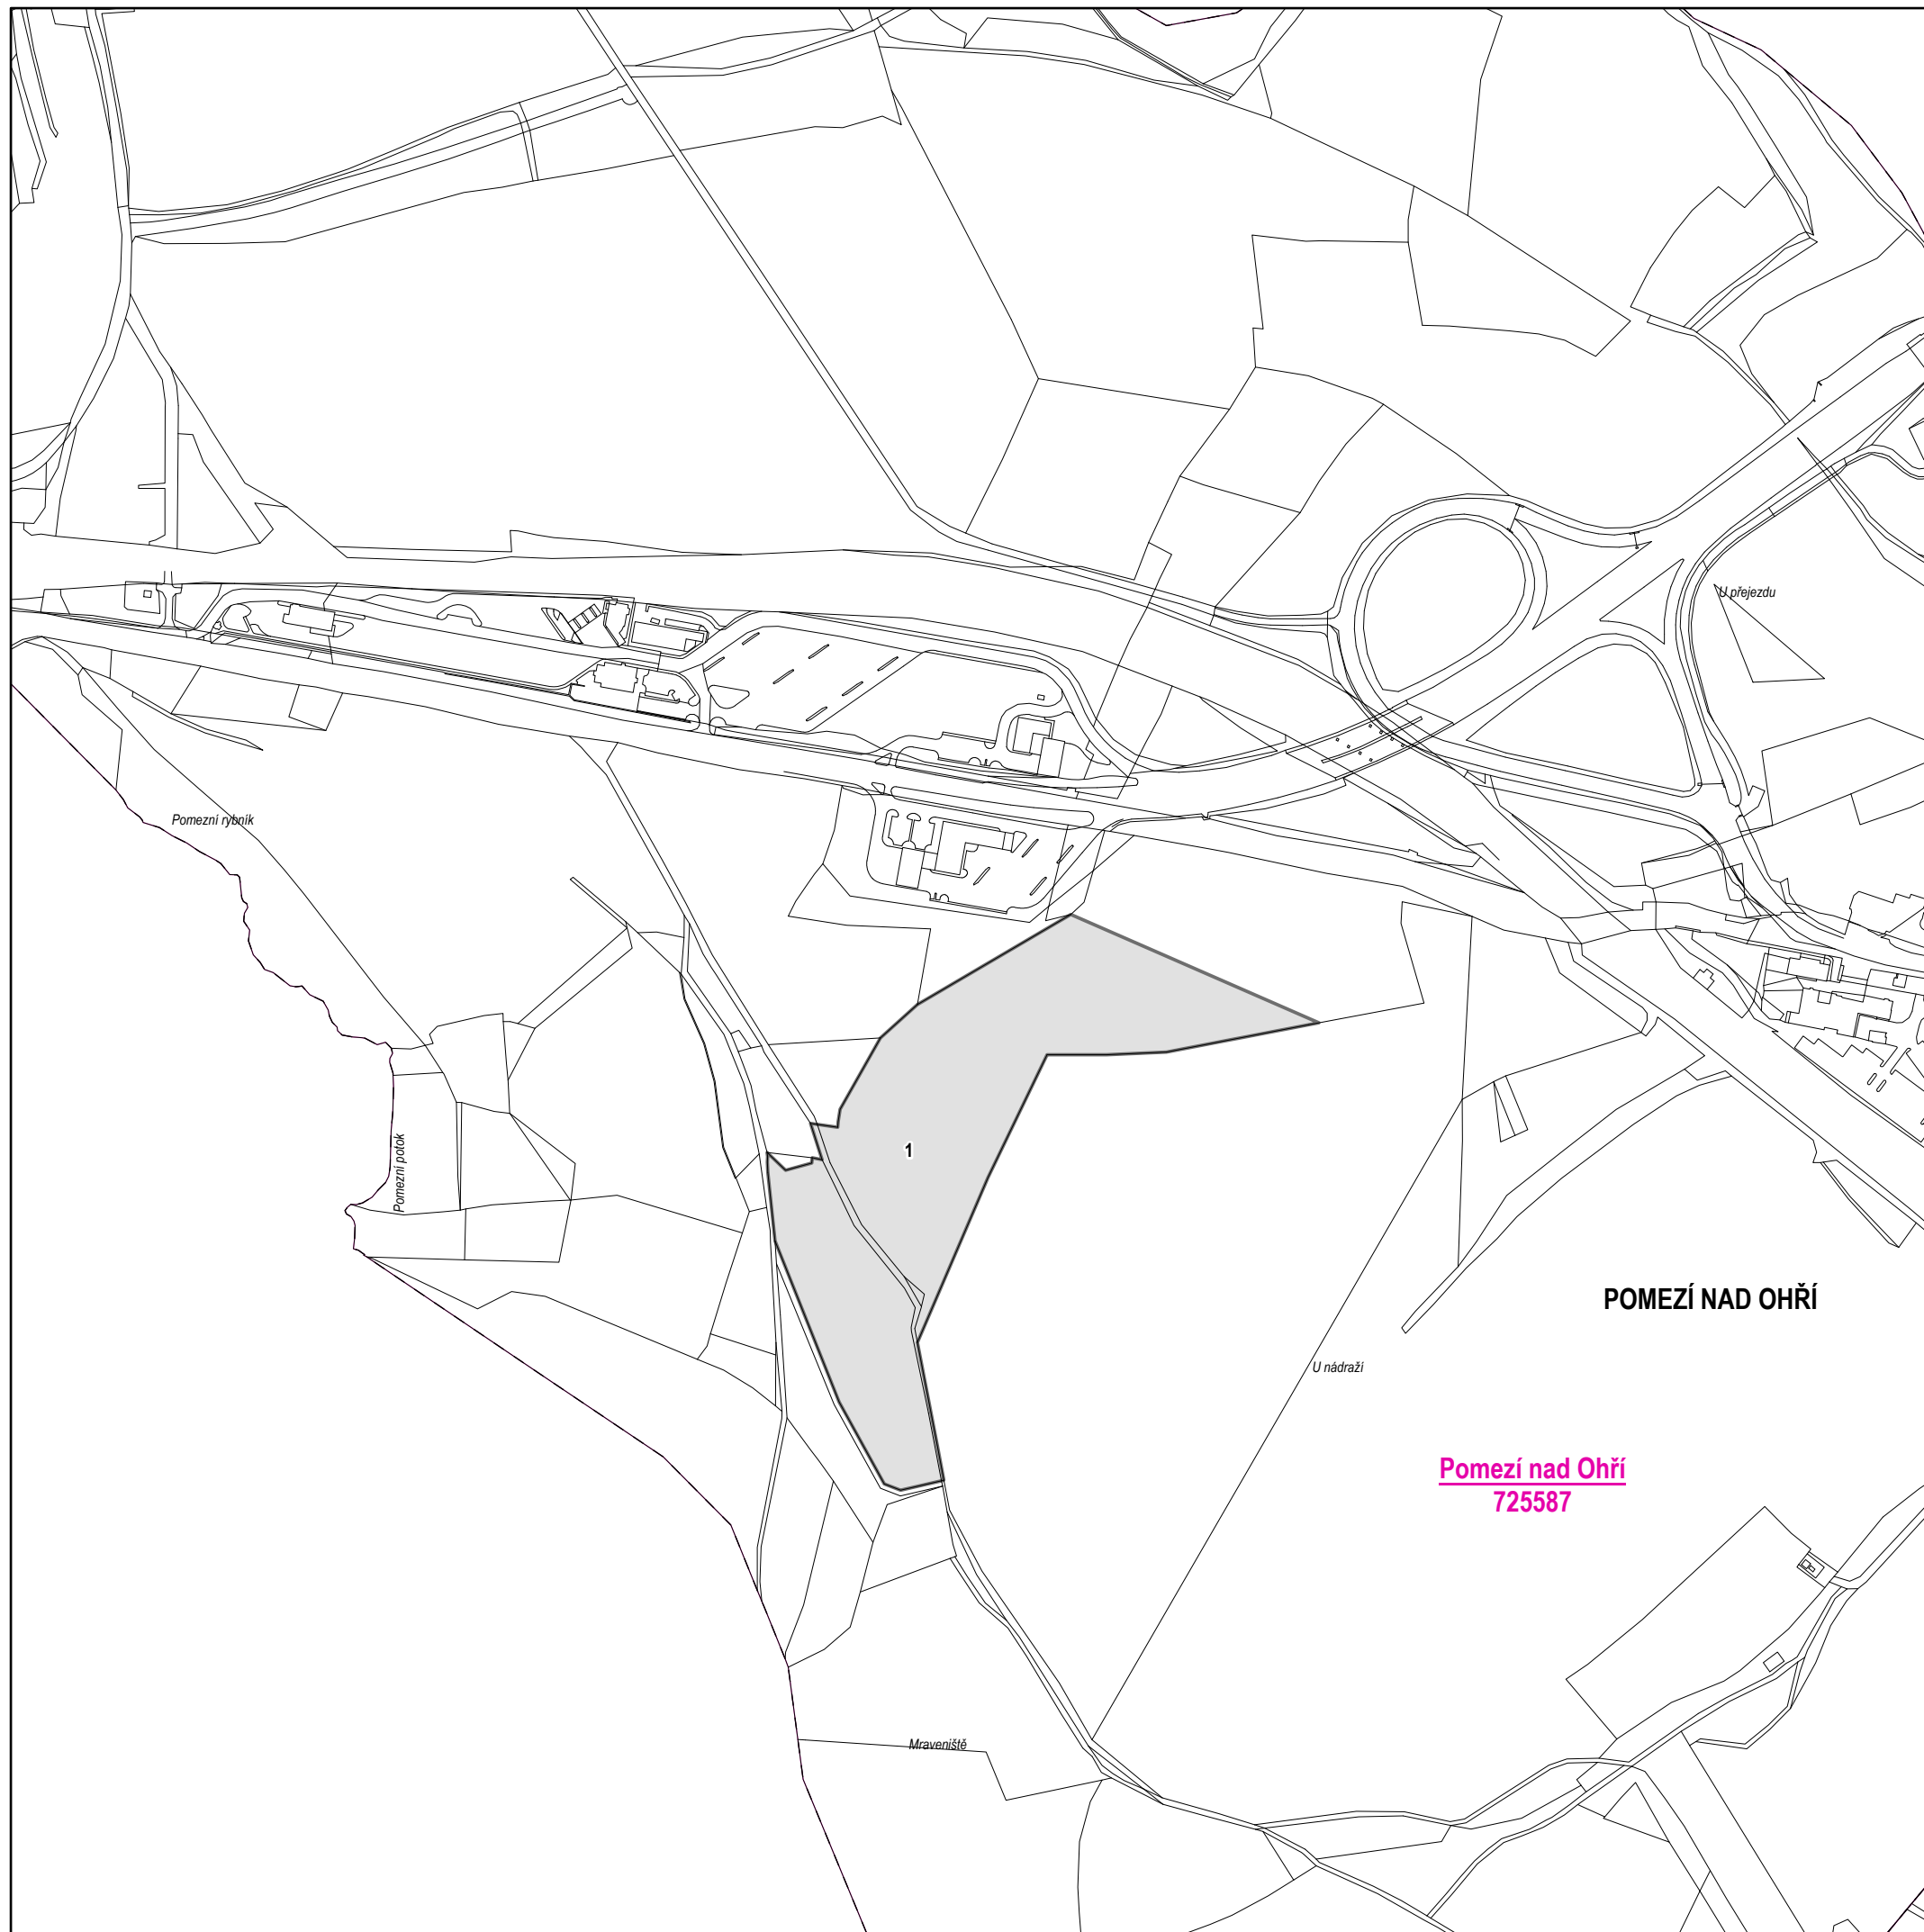 U přejezdu
Pomezní rybník
Pomezní potok
1
POMEZÍ NAD OHŘÍ
U nádraží
Pomezí nad Ohří
725587
Mraveniště